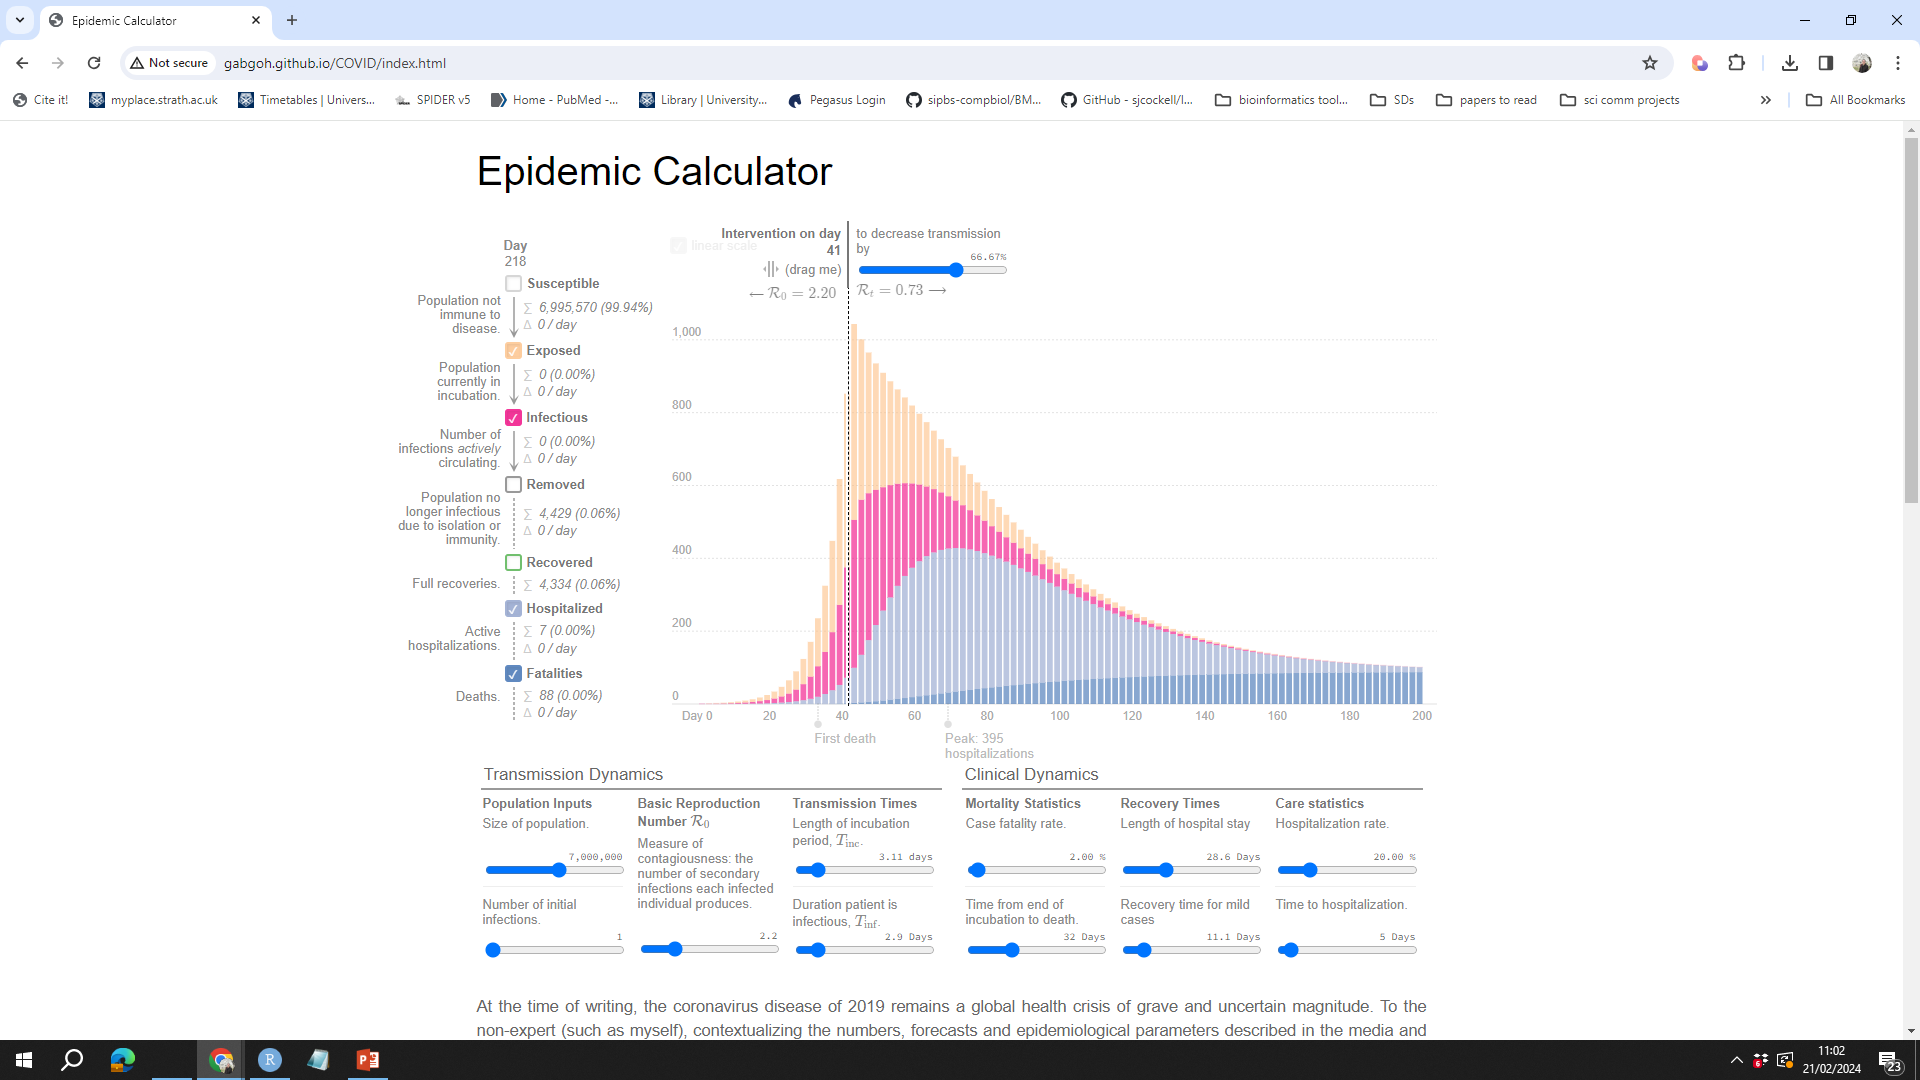 Epidemic Calculator
Not secure
gabgoh.github.io/COVID/index.html
Cite it!
myplace.strath.ac.uk
Timetables | Univers...
SPIDER v5
Home - PubMed -...
Library | University...
Pegasus Login
sipbs-compbiol/BM...
GitHub - sjcockell/I...
bioinformatics tool...
SDs
papers to read
sci comm projects
All Bookmarks
Epidemic Calculator
Day
218
Susceptible
Population not
immune to
disease.
∑ 6,995,570 (99.94%)
Δ 0 / day
Exposed
Population
currently in
incubation.
∑ 0 (0.00%)
Δ 0 / day
Infectious
Number of
infections actively
circulating.
∑ 0 (0.00%)
Δ 0 / day
Removed
Population no
longer infectious
due to isolation or
immunity.
∑ 4,429 (0.06%)
Δ 0 / day
Recovered
Full recoveries.
∑ 4,334 (0.06%)
Hospitalized
Active
hospitalizations.
∑ 7 (0.00%)
Δ 0 / day
Fatalities
Deaths.
∑ 88 (0.00%)
Δ 0 / day
linear scale
Intervention on day
41
(drag me)
← R0 = 2.20
to decrease transmission
by
66.67%
Rt = 0.73 →
1,000
800
600
400
200
0
Day 0 20 40 60 80 100 120 140 160 180 200
First death
Peak: 395
hospitalizations
Transmission Dynamics
Population Inputs
Size of population.
7,000,000
Number of initial
infections.
1
Basic Reproduction
Number R0
Measure of
contagiousness: the
number of secondary
infections each infected
individual produces.
2.2
Transmission Times
Length of incubation
period, Tinc.
3.11 days
Duration patient is
infectious, Tinf.
2.9 Days
Clinical Dynamics
Mortality Statistics
Case fatality rate.
2.00 %
Time from end of
incubation to death.
32 Days
Recovery Times
Length of hospital stay
28.6 Days
Recovery time for mild
cases
11.1 Days
Care statistics
Hospitalization rate.
20.00 %
Time to hospitalization.
5 Days
At the time of writing, the coronavirus disease of 2019 remains a global health crisis of grave and uncertain magnitude. To the
non-expert (such as myself), contextualizing the numbers, forecasts and epidemiological parameters described in the media and
11:02
21/02/2024
23